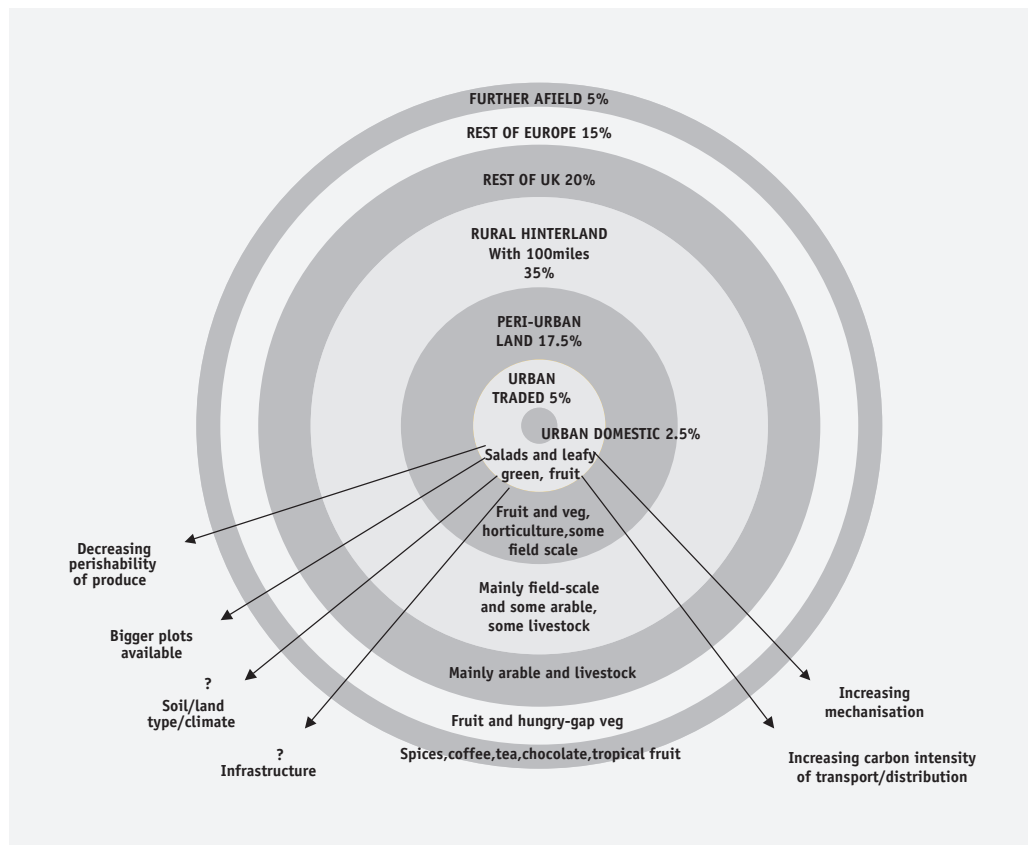 FURTHER AFIELD 5%
REST OF EUROPE 15%
REST OF UK 20%
RURAL HINTERLAND
With 100miles
35%
PERI-URBAN
LAND 17.5%
URBAN
TRADED 5%
URBAN DOMESTIC 2.5%
Salads and leafy
green, fruit
Fruit and veg,
horticulture,some
field scale
Mainly field-scale
and some arable,
some livestock
Mainly arable and livestock
Fruit and hungry-gap veg
Spices,coffee,tea,chocolate,tropical fruit
Decreasing
perishability
of produce
Bigger plots
available
?
Soil/land
type/climate
?
Infrastructure
Increasing
mechanisation
Increasing carbon intensity
of transport/distribution